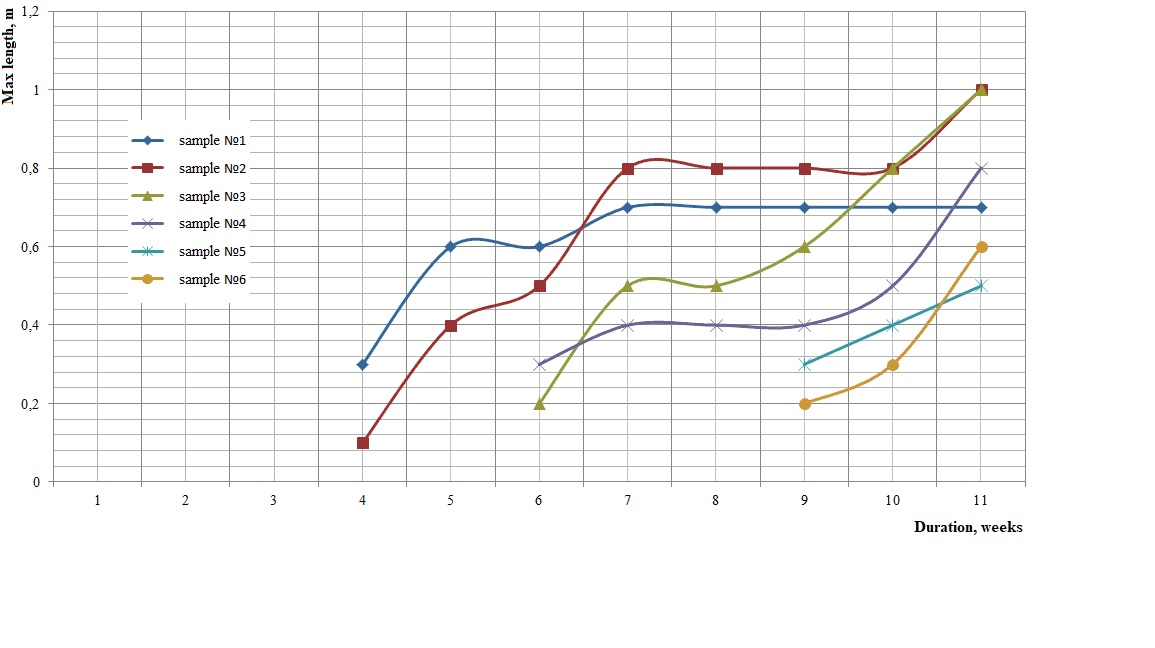 Max length, m
1,2
1
0,8
0,6
0,4
0,2
0
sample №1
sample №2
sample №3
sample №4
sample №5
sample №6
1 2 3 4 5 6 7 8 9 10 11
Duration, weeks